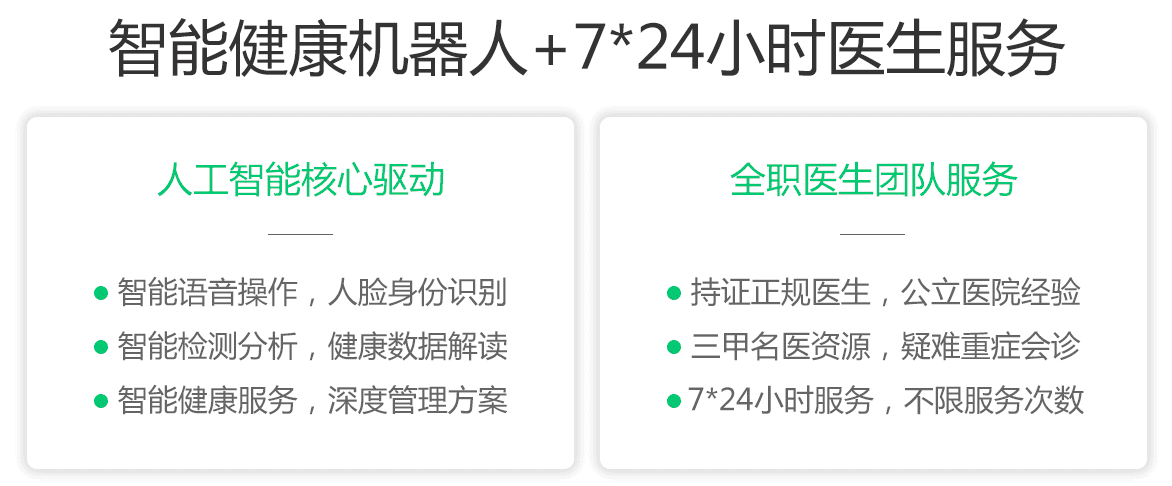 智能健康机器人+7*24小时医生服务
人工智能核心驱动
智能语音操作，人脸身份识别
智能检测分析，健康数据解读
智能健康服务，深度管理方案
全职医生团队服务
持证正规医生，公立医院经验
三甲名医资源，疑难重症会诊
7*24小时服务，不限服务次数